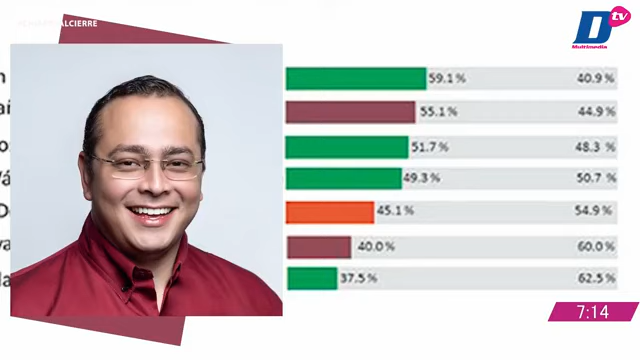 ALCIERRE
D tv
Multimedia
59.1% 40.9%
55.1% 44.9%
51.7% 48.3%
49.3% 50.7%
45.1% 54.9%
40.0% 60.0%
37.5% 62.5%
7:14